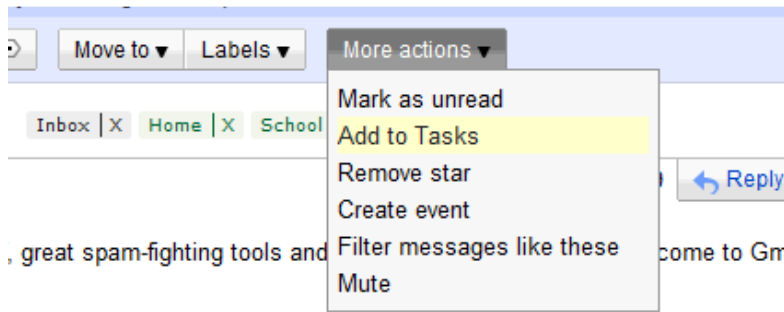 Move to ▾ Labels ▾ More actions ▾
Mark as unread
Inbox | X Home | X School
Add to Tasks
Remove star
Reply
Create event
, great spam-fighting tools and
Filter messages like these
come to Gm
Mute